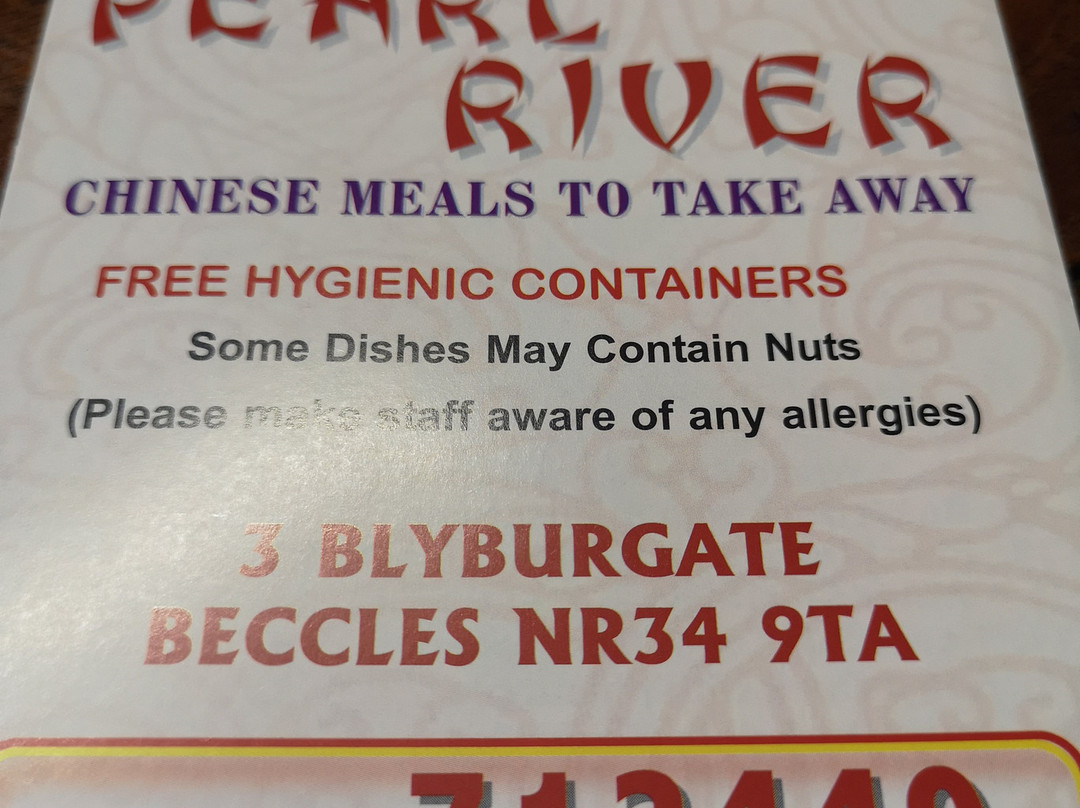 PEARL
RIVER
CHINESE MEALS TO TAKE AWAY
FREE HYGIENIC CONTAINERS
Some Dishes May Contain Nuts
(Please make staff aware of any allergies)
3 BLYBURGATE
BECCLES NR34 9TA